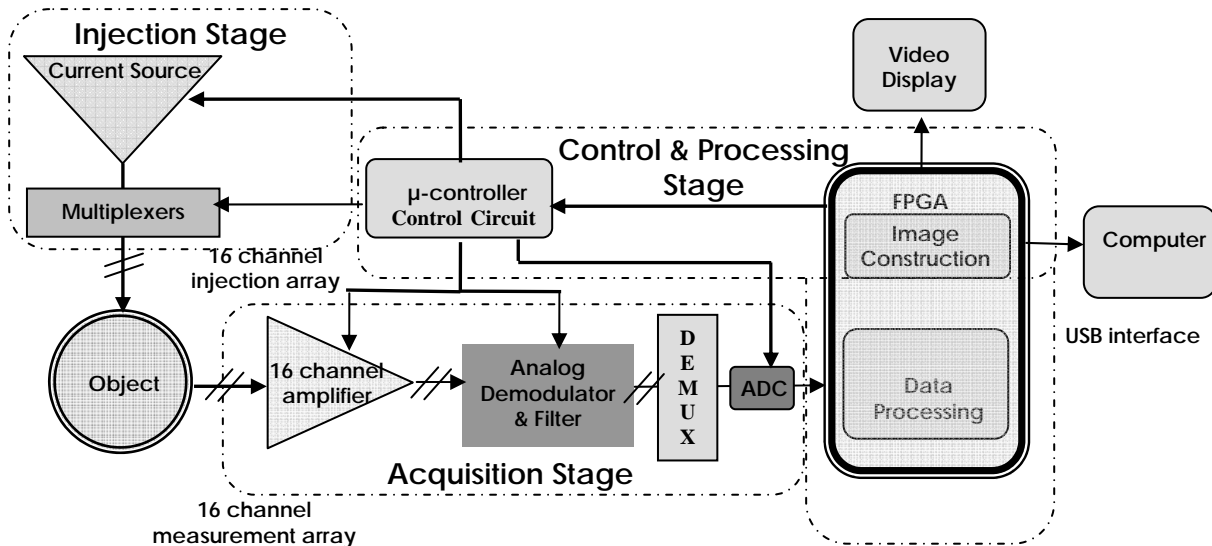 Injection Stage
Current Source
Multiplexers
16 channel
injection array
Object
16 channel
measurement array
Control & Processing
Stage
µ-controller
Control Circuit
Video
Display
FPGA
Image
Construction
Data
Processing
Computer
USB interface
16 channel
amplifier
Analog
Demodulator
& Filter
D
E
M
U
X
ADC
Acquisition Stage